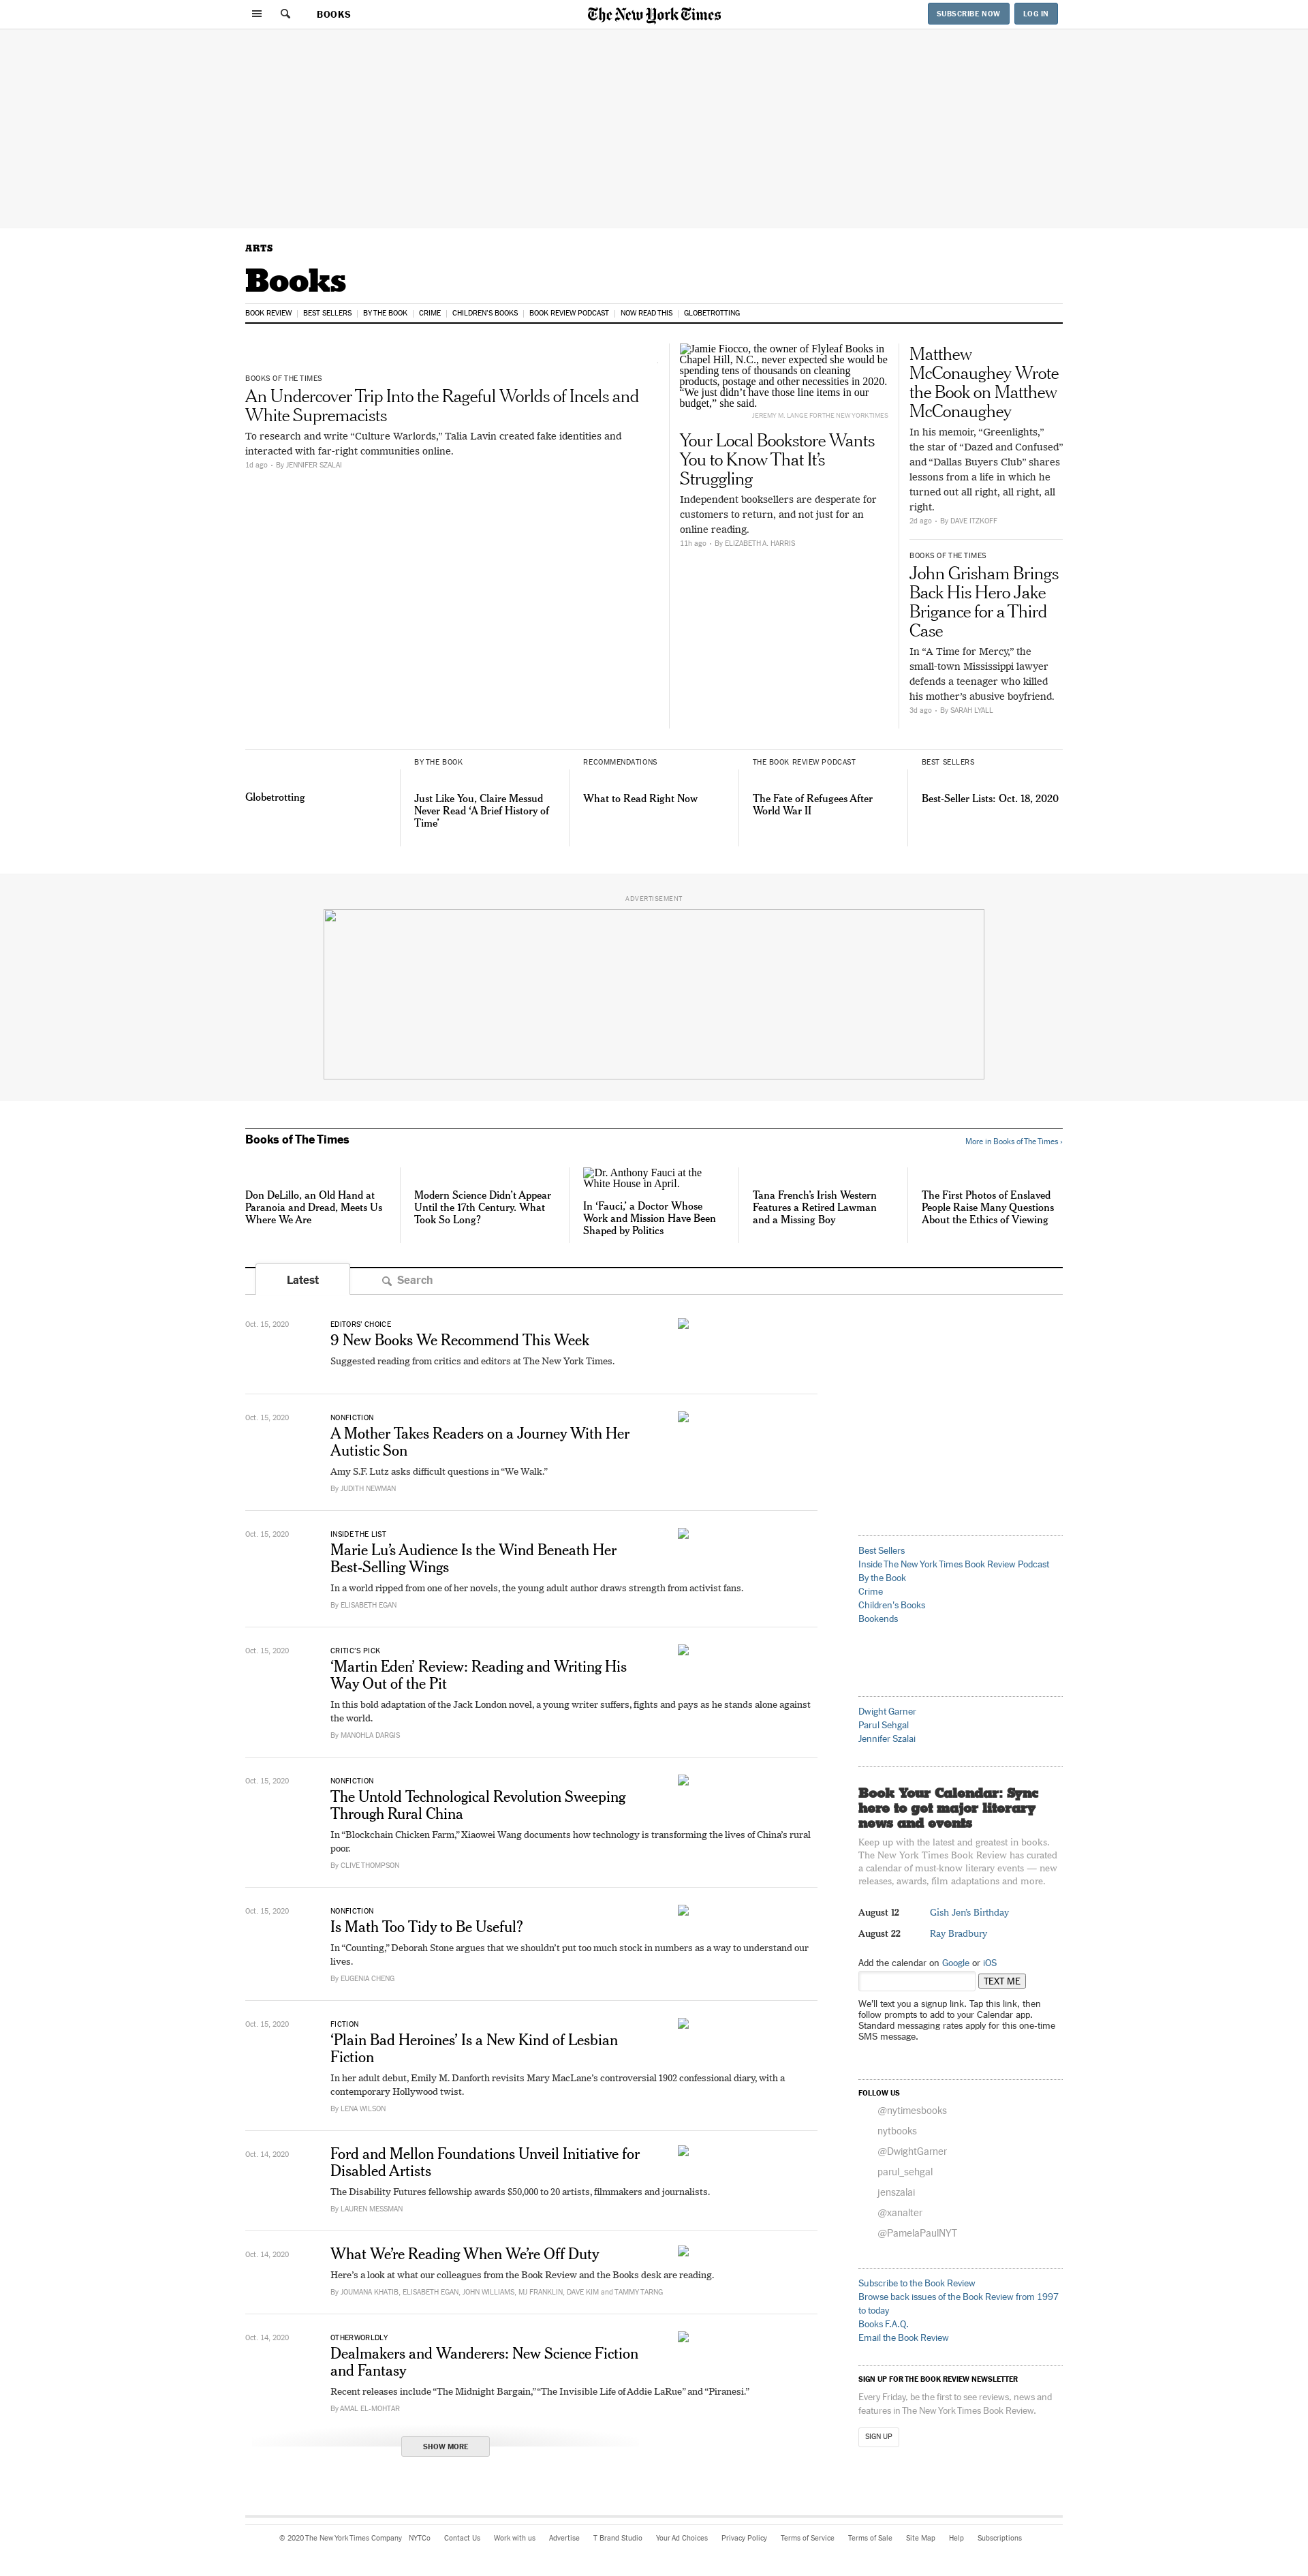 BOOKS
The New York Times
SUBSCRIBE NOW
LOG IN
ARTS
Books
BOOK REVIEW
BEST SELLERS
BY THE BOOK
CRIME
CHILDREN'S BOOKS
BOOK REVIEW PODCAST
NOW READ THIS
GLOBETROTTING
BOOKS OF THE TIMES
An Undercover Trip Into the Rageful Worlds of Incels and
White Supremacists
To research and write “Culture Warlords,” Talia Lavin created fake identities and
interacted with far-right communities online.
1d ago • By JENNIFER SZALAI
Jamie Fiocco, the owner of Flyleaf Books in
Chapel Hill, N.C., never expected she would be
spending tens of thousands on cleaning
products, postage and other necessities in 2020.
“We just didn’t have those line items in our
budget,” she said.
JEREMY M. LANGE FOR THE NEW YORK TIMES
Your Local Bookstore Wants
You to Know That It’s
Struggling
Independent booksellers are desperate for
customers to return, and not just for an
online reading.
11h ago • By ELIZABETH A. HARRIS
Matthew
McConaughey Wrote
the Book on Matthew
McConaughey
In his memoir, “Greenlights,”
the star of “Dazed and Confused”
and “Dallas Buyers Club” shares
lessons from a life in which he
turned out all right, all right, all
right.
2d ago • By DAVE ITZKOFF
BOOKS OF THE TIMES
John Grisham Brings
Back His Hero Jake
Brigance for a Third
Case
In “A Time for Mercy,” the
small-town Mississippi lawyer
defends a teenager who killed
his mother’s abusive boyfriend.
3d ago • By SARAH LYALL
Globetrotting
BY THE BOOK
Just Like You, Claire Messud
Never Read ‘A Brief History of
Time’
RECOMMENDATIONS
What to Read Right Now
THE BOOK REVIEW PODCAST
The Fate of Refugees After
World War II
BEST SELLERS
Best-Seller Lists: Oct. 18, 2020
ADVERTISEMENT
Books of The Times
More in Books of The Times ›
Don DeLillo, an Old Hand at
Paranoia and Dread, Meets Us
Where We Are
Modern Science Didn’t Appear
Until the 17th Century. What
Took So Long?
Dr. Anthony Fauci at the
White House in April.
In ‘Fauci,’ a Doctor Whose
Work and Mission Have Been
Shaped by Politics
Tana French’s Irish Western
Features a Retired Lawman
and a Missing Boy
The First Photos of Enslaved
People Raise Many Questions
About the Ethics of Viewing
Latest
Search
Oct. 15, 2020
EDITORS’ CHOICE
9 New Books We Recommend This Week
Suggested reading from critics and editors at The New York Times.
Oct. 15, 2020
NONFICTION
A Mother Takes Readers on a Journey With Her
Autistic Son
Amy S.F. Lutz asks difficult questions in “We Walk.”
By JUDITH NEWMAN
Oct. 15, 2020
INSIDE THE LIST
Marie Lu’s Audience Is the Wind Beneath Her
Best-Selling Wings
In a world ripped from one of her novels, the young adult author draws strength from activist fans.
By ELISABETH EGAN
Oct. 15, 2020
CRITIC’S PICK
‘Martin Eden’ Review: Reading and Writing His
Way Out of the Pit
In this bold adaptation of the Jack London novel, a young writer suffers, fights and pays as he stands alone against
the world.
By MANOHLA DARGIS
Oct. 15, 2020
NONFICTION
The Untold Technological Revolution Sweeping
Through Rural China
In “Blockchain Chicken Farm,” Xiaowei Wang documents how technology is transforming the lives of China’s rural
poor.
By CLIVE THOMPSON
Oct. 15, 2020
NONFICTION
Is Math Too Tidy to Be Useful?
In “Counting,” Deborah Stone argues that we shouldn’t put too much stock in numbers as a way to understand our
lives.
By EUGENIA CHENG
Oct. 15, 2020
FICTION
‘Plain Bad Heroines’ Is a New Kind of Lesbian
Fiction
In her adult debut, Emily M. Danforth revisits Mary MacLane’s controversial 1902 confessional diary, with a
contemporary Hollywood twist.
By LENA WILSON
Oct. 14, 2020
Ford and Mellon Foundations Unveil Initiative for
Disabled Artists
The Disability Futures fellowship awards $50,000 to 20 artists, filmmakers and journalists.
By LAUREN MESSMAN
Oct. 14, 2020
What We’re Reading When We’re Off Duty
Here’s a look at what our colleagues from the Book Review and the Books desk are reading.
By JOUMANA KHATIB, ELISABETH EGAN, JOHN WILLIAMS, MJ FRANKLIN, DAVE KIM and TAMMY TARNG
Oct. 14, 2020
OTHERWORLDLY
Dealmakers and Wanderers: New Science Fiction
and Fantasy
Recent releases include “The Midnight Bargain,” “The Invisible Life of Addie LaRue” and “Piranesi.”
By AMAL EL-MOHTAR
SHOW MORE
Best Sellers
Inside The New York Times Book Review Podcast
By the Book
Crime
Children’s Books
Bookends
Dwight Garner
Parul Sehgal
Jennifer Szalai
Book Your Calendar: Sync
here to get major literary
news and events
Keep up with the latest and greatest in books.
The New York Times Book Review has curated
a calendar of must-know literary events — new
releases, awards, film adaptations and more.
August 12 Gish Jen’s Birthday
August 22 Ray Bradbury
Add the calendar on Google or iOS
TEXT ME
We’ll text you a signup link. Tap this link, then
follow prompts to add to your Calendar app.
Standard messaging rates apply for this one-time
SMS message.
FOLLOW US
@nytimesbooks
nytbooks
@DwightGarner
parul_sehgal
jenszalai
@xanalter
@PamelaPaulNYT
Subscribe to the Book Review
Browse back issues of the Book Review from 1997
to today
Books F.A.Q.
Email the Book Review
SIGN UP FOR THE BOOK REVIEW NEWSLETTER
Every Friday, be the first to see reviews, news and
features in The New York Times Book Review.
SIGN UP
© 2020 The New York Times Company
NYTCo
Contact Us
Work with us
Advertise
T Brand Studio
Your Ad Choices
Privacy Policy
Terms of Service
Terms of Sale
Site Map
Help
Subscriptions